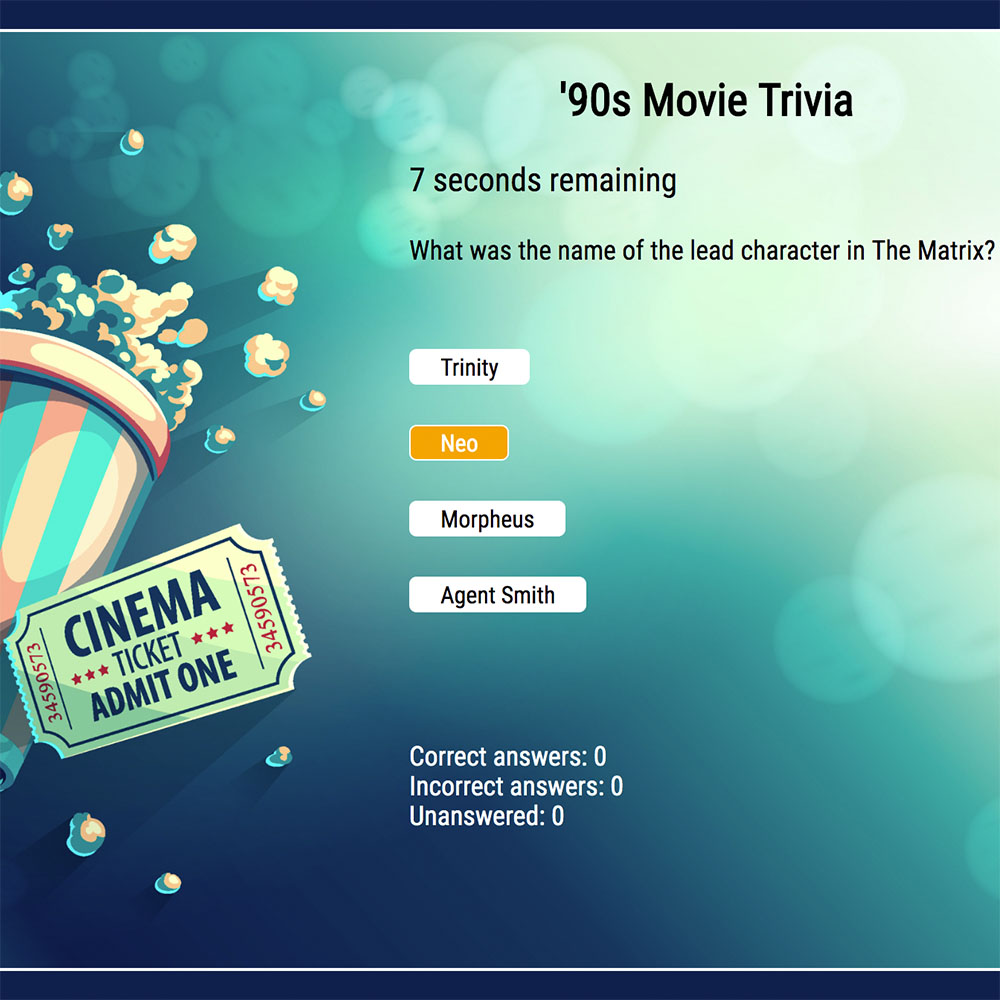 '90s Movie Trivia
7 seconds remaining
What was the name of the lead character in The Matrix?
Trinity
Neo
Morpheus
Agent Smith
CINEMA
TICKET
ADMIT ONE
34590573
34590573
Correct answers: 0
Incorrect answers: 0
Unanswered: 0